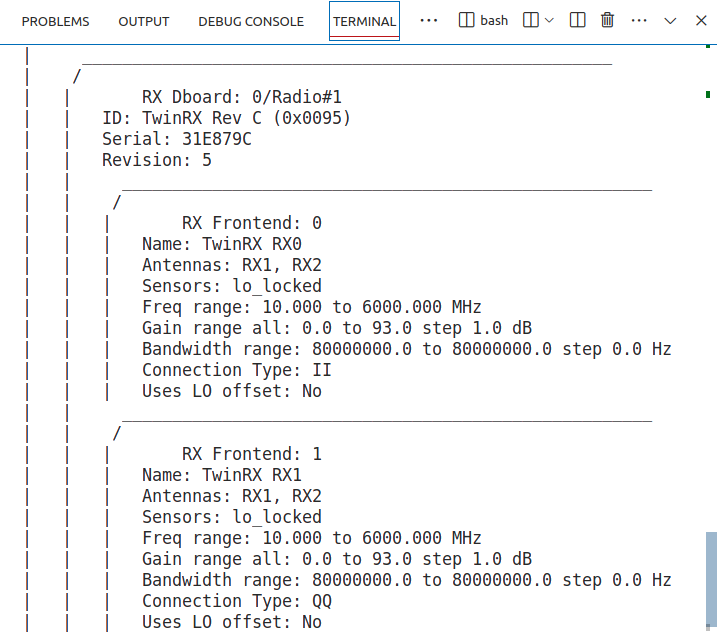 PROBLEMS OUTPUT DEBUG CONSOLE TERMINAL ··· bash ···
| _____________________________________________________
| /
| | RX Dboard: 0/Radio#1
| | ID: TwinRX Rev C (0x0095)
| | Serial: 31E879C
| | Revision: 5
| | _____________________________________________________
| | /
| | | RX Frontend: 0
| | | Name: TwinRX RX0
| | | Antennas: RX1, RX2
| | | Sensors: lo_locked
| | | Freq range: 10.000 to 6000.000 MHz
| | | Gain range all: 0.0 to 93.0 step 1.0 dB
| | | Bandwidth range: 80000000.0 to 80000000.0 step 0.0 Hz
| | | Connection Type: II
| | | Uses LO offset: No
| | _____________________________________________________
| | /
| | | RX Frontend: 1
| | | Name: TwinRX RX1
| | | Antennas: RX1, RX2
| | | Sensors: lo_locked
| | | Freq range: 10.000 to 6000.000 MHz
| | | Gain range all: 0.0 to 93.0 step 1.0 dB
| | | Bandwidth range: 80000000.0 to 80000000.0 step 0.0 Hz
| | | Connection Type: QQ
| | | Uses LO offset: No